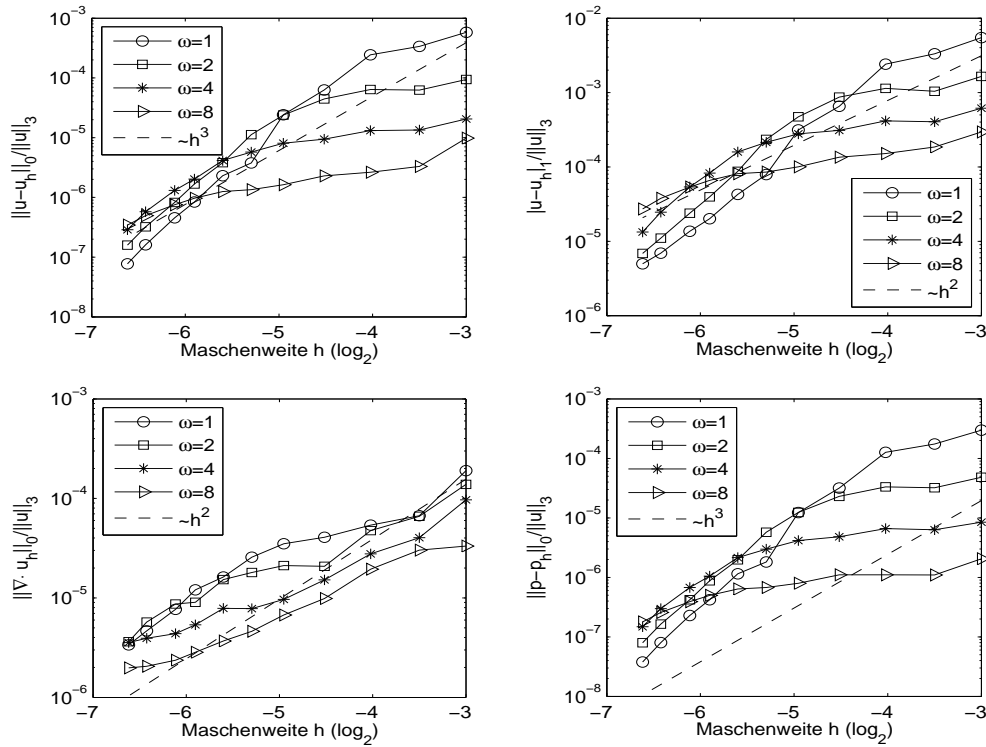 10^-3
10^-4
10^-5
10^-6
10^-7
10^-8
||u−u_h||_0/||u||_3
ω=1
ω=2
ω=4
ω=8
~h^3
−7 −6 −5 −4 −3
Maschenweite h (log_2)
10^-2
10^-3
10^-4
10^-5
10^-6
|u−u_h|_1/||u||_3
ω=1
ω=2
ω=4
ω=8
~h^2
−7 −6 −5 −4 −3
Maschenweite h (log_2)
10^-3
10^-4
10^-5
10^-6
||∇· u_h||_0/||u||_3
ω=1
ω=2
ω=4
ω=8
~h^2
−7 −6 −5 −4 −3
Maschenweite h (log_2)
10^-3
10^-4
10^-5
10^-6
10^-7
10^-8
||p−p_h||_0/||u||_3
ω=1
ω=2
ω=4
ω=8
~h^3
−7 −6 −5 −4 −3
Maschenweite h (log_2)